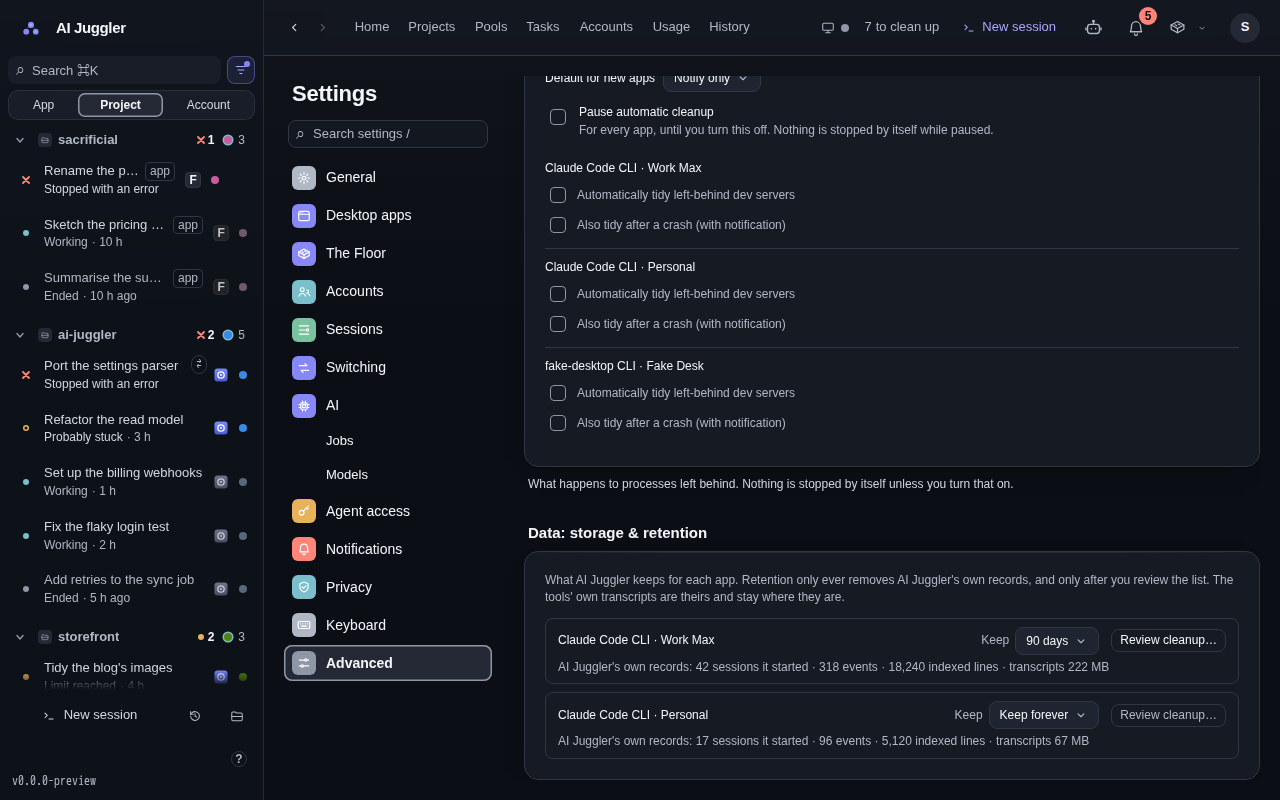 AI Juggler
Home Projects Pools Tasks Accounts Usage History 7 to clean up New session 5 S
Search ⌘K
App Project Account
sacrificial 1 3
Rename the p… app F
Stopped with an error
Sketch the pricing … app F
Working · 10 h
Summarise the su… app F
Ended · 10 h ago
ai-juggler 2 5
Port the settings parser
Stopped with an error
Refactor the read model
Probably stuck · 3 h
Set up the billing webhooks
Working · 1 h
Fix the flaky login test
Working · 2 h
Add retries to the sync job
Ended · 5 h ago
storefront 2 3
Tidy the blog's images
Limit reached · 4 h
New session
?
v0.0.0-preview
Settings
Search settings /
General
Desktop apps
The Floor
Accounts
Sessions
Switching
AI
Jobs
Models
Agent access
Notifications
Privacy
Keyboard
Advanced
Default for new apps Notify only
Pause automatic cleanup
For every app, until you turn this off. Nothing is stopped by itself while paused.
Claude Code CLI · Work Max
Automatically tidy left-behind dev servers
Also tidy after a crash (with notification)
Claude Code CLI · Personal
Automatically tidy left-behind dev servers
Also tidy after a crash (with notification)
fake-desktop CLI · Fake Desk
Automatically tidy left-behind dev servers
Also tidy after a crash (with notification)
What happens to processes left behind. Nothing is stopped by itself unless you turn that on.
Data: storage & retention
What AI Juggler keeps for each app. Retention only ever removes AI Juggler's own records, and only after you review the list. The
tools' own transcripts are theirs and stay where they are.
Claude Code CLI · Work Max Keep 90 days Review cleanup…
AI Juggler's own records: 42 sessions it started · 318 events · 18,240 indexed lines · transcripts 222 MB
Claude Code CLI · Personal Keep Keep forever Review cleanup…
AI Juggler's own records: 17 sessions it started · 96 events · 5,120 indexed lines · transcripts 67 MB